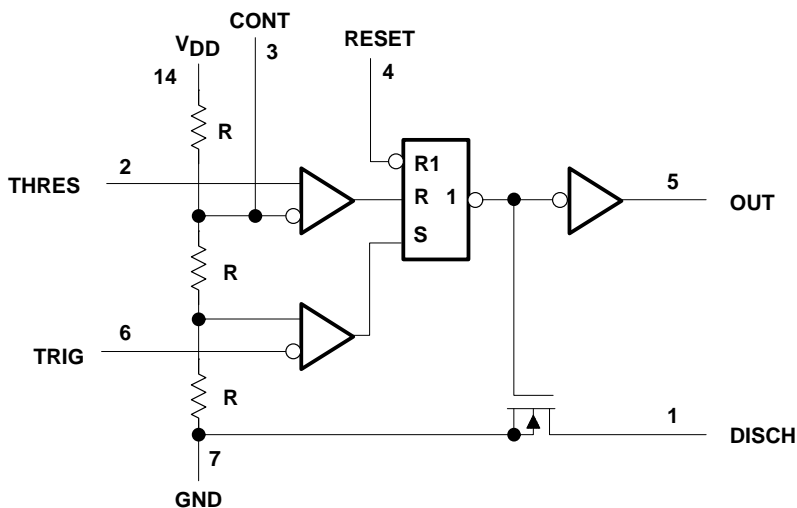 CONT
3
VDD
14
RESET
4
R
2
THRES
R1
R 1
S
5
OUT
R
6
TRIG
R
1
DISCH
7
GND